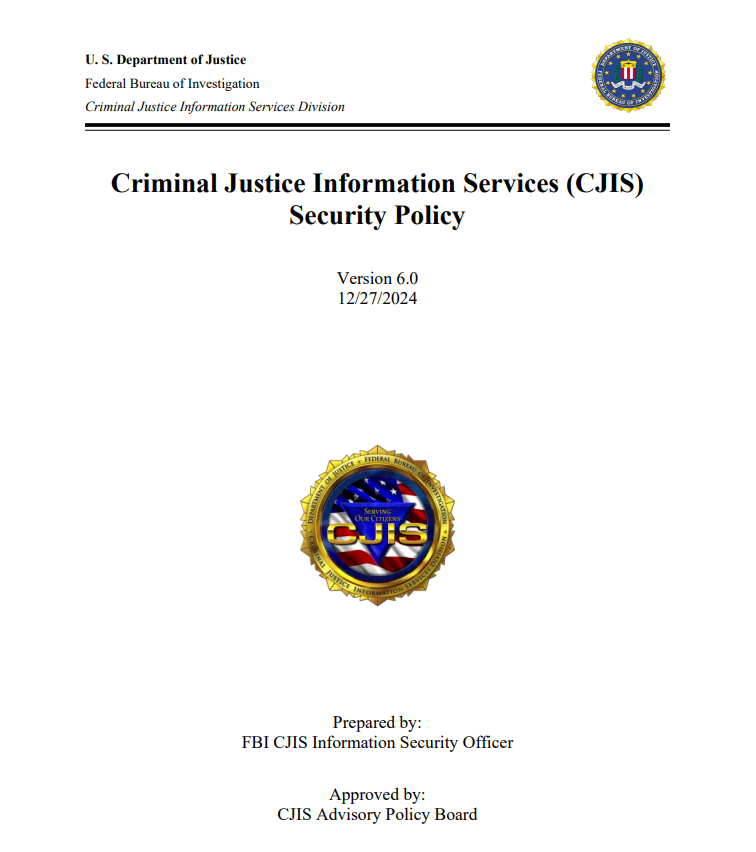 U. S. Department of Justice
Federal Bureau of Investigation
Criminal Justice Information Services Division
DEPARTMENT OF JUSTICE
FEDERAL BUREAU OF INVESTIGATION
Criminal Justice Information Services (CJIS)
Security Policy
Version 6.0
12/27/2024
DEPARTMENT OF JUSTICE • FEDERAL BUREAU OF INVESTIGATION
SERVING
OUR CITIZENS
CJIS
CRIMINAL JUSTICE INFORMATION SERVICES DIVISION
Prepared by:
FBI CJIS Information Security Officer
Approved by:
CJIS Advisory Policy Board